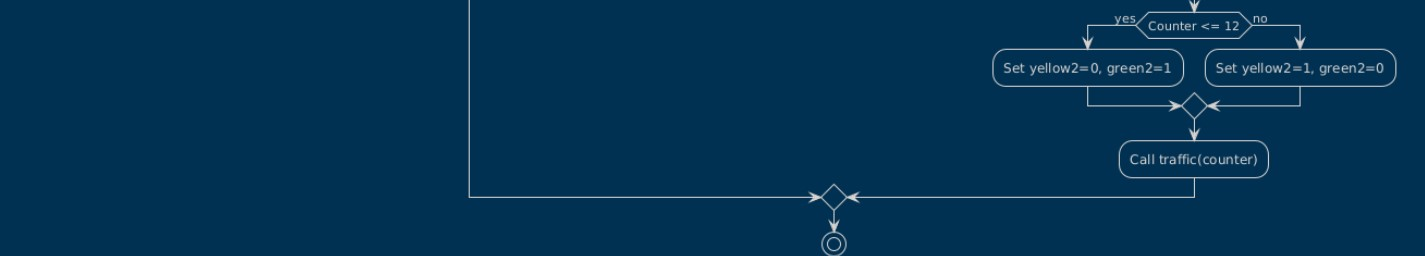 yes
Counter <= 12
no
Set yellow2=0, green2=1
Set yellow2=1, green2=0
Call traffic(counter)